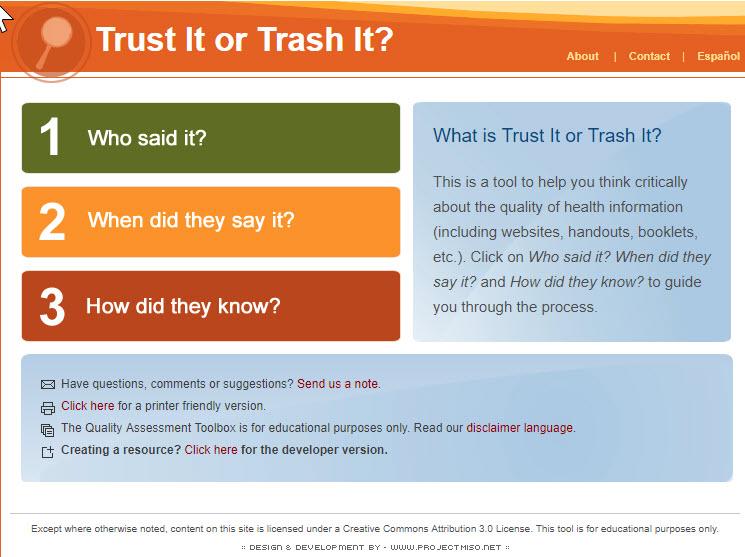 Trust It or Trash It?
About | Contact | Español
1 Who said it?
2 When did they say it?
3 How did they know?
What is Trust It or Trash It?
This is a tool to help you think critically
about the quality of health information
(including websites, handouts, booklets,
etc.). Click on Who said it? When did they
say it? and How did they know? to guide
you through the process.
Have questions, comments or suggestions? Send us a note.
Click here for a printer friendly version.
The Quality Assessment Toolbox is for educational purposes only. Read our disclaimer language.
Creating a resource? Click here for the developer version.
Except where otherwise noted, content on this site is licensed under a Creative Commons Attribution 3.0 License. This tool is for educational purposes only.
:: DESIGN & DEVELOPMENT BY - WWW.PROJECTMISO.NET ::